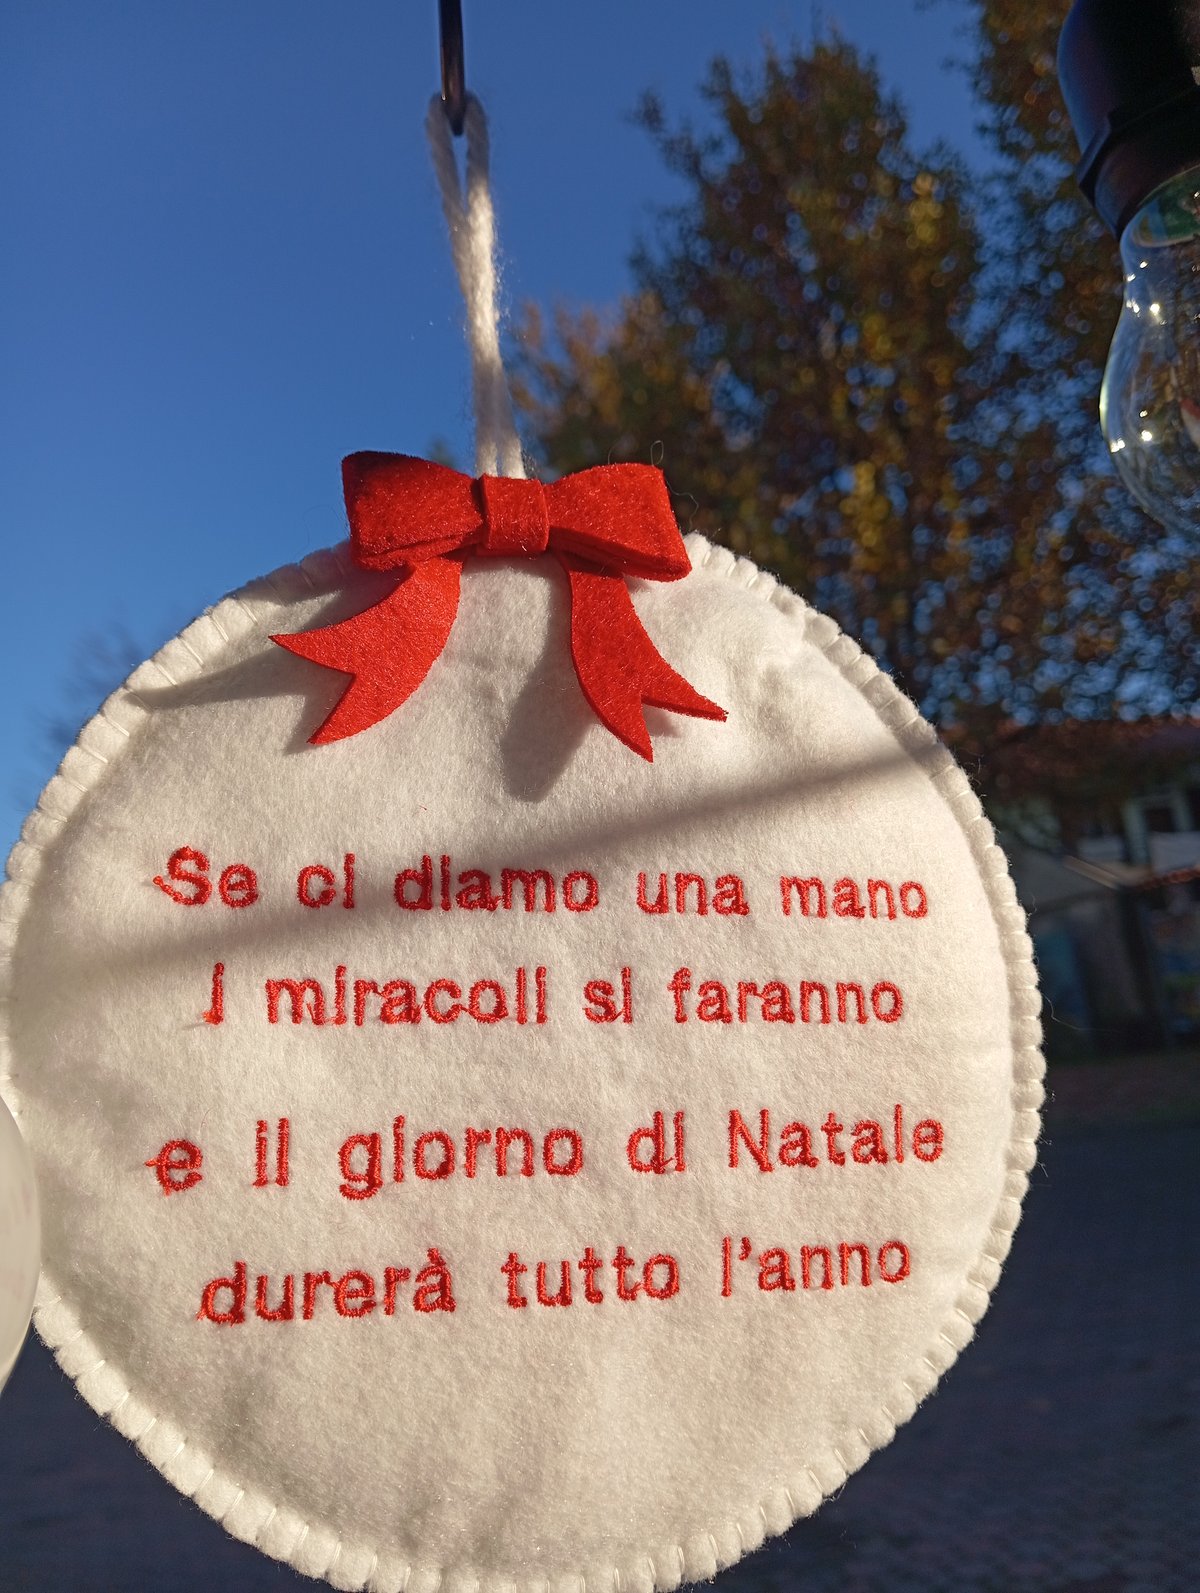 Se ci diamo una mano
i miracoli si faranno
e il giorno di Natale
durerà tutto l'anno